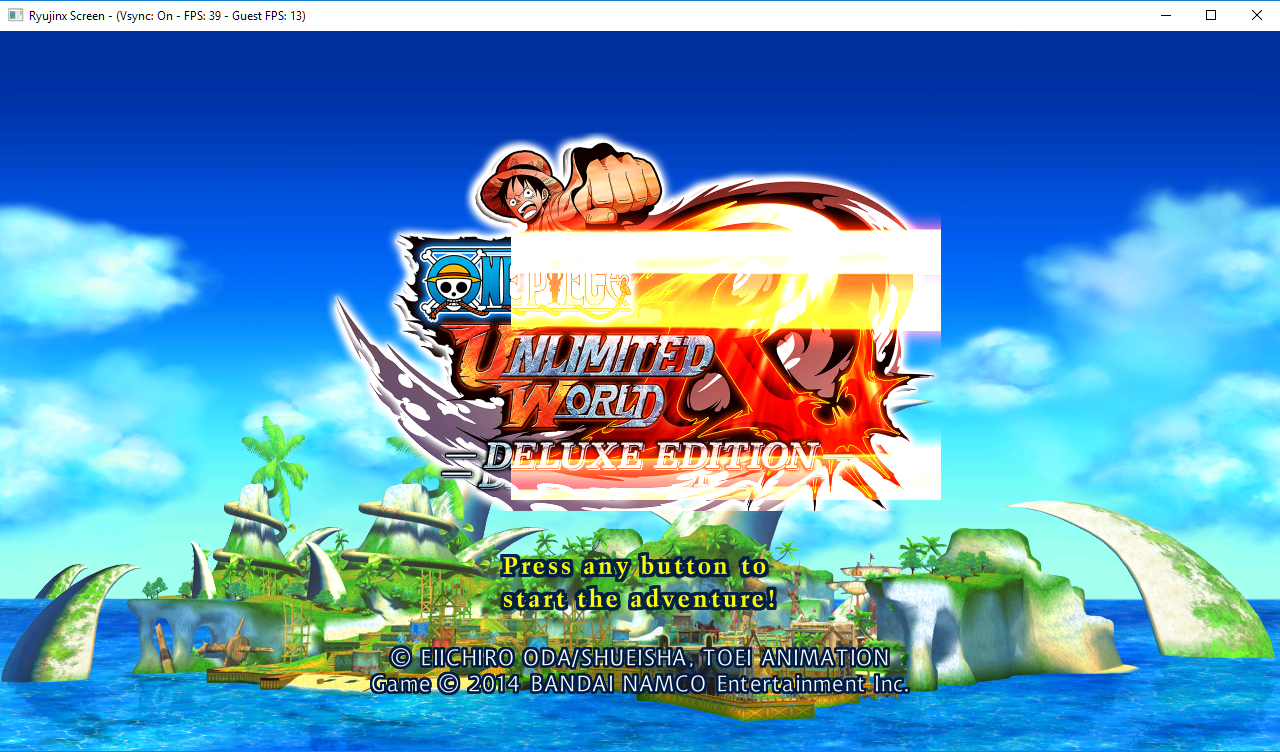 Ryujinx Screen - (Vsync: On - FPS: 39 - Guest FPS: 13)
ONE PIECE
UNLIMITED
WORLD
DELUXE EDITION
Press any button to
start the adventure!
© EIICHIRO ODA/SHUEISHA, TOEI ANIMATION
Game © 2014 BANDAI NAMCO Entertainment Inc.